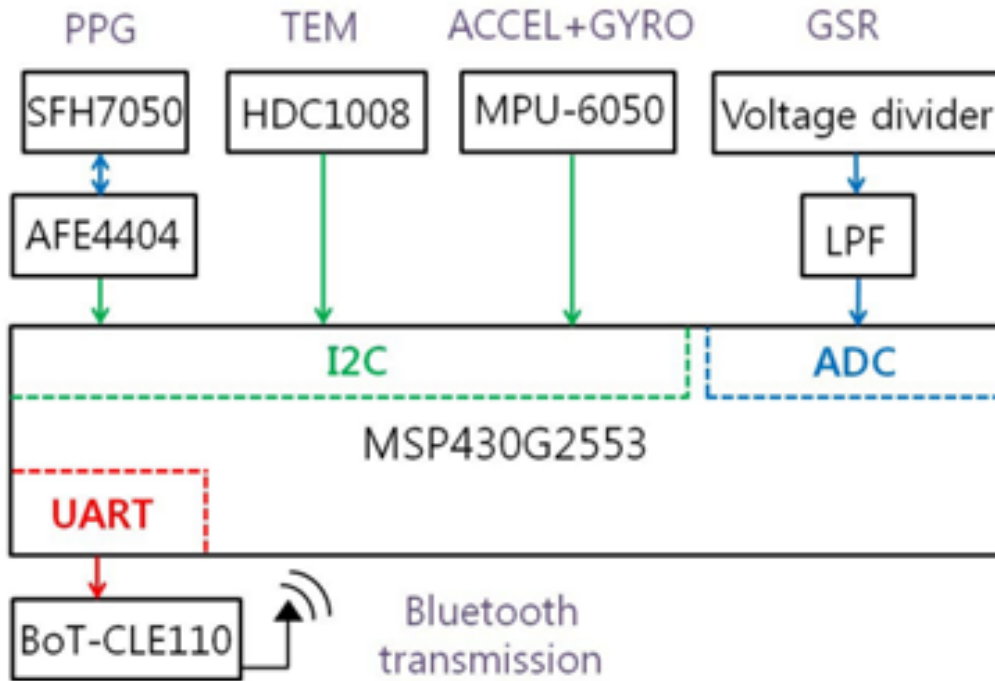 PPG TEM ACCEL+GYRO GSR
SFH7050 HDC1008 MPU-6050 Voltage divider
AFE4404 LPF
I2C ADC
MSP430G2553
UART
BoT-CLE110
Bluetooth
transmission